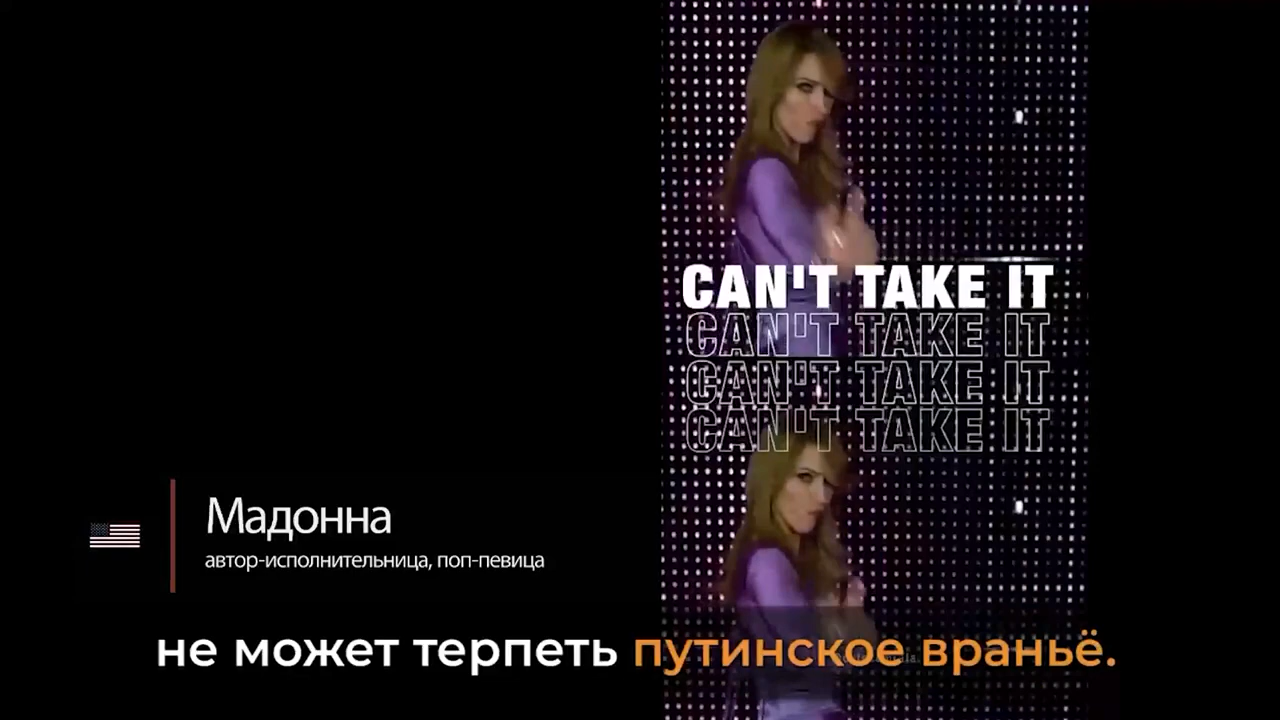 CAN'T TAKE IT
CAN'T TAKE IT
CAN'T TAKE IT
CAN'T TAKE IT
Мадонна
автор-исполнительница, поп-певица
не может терпеть путинское враньё.